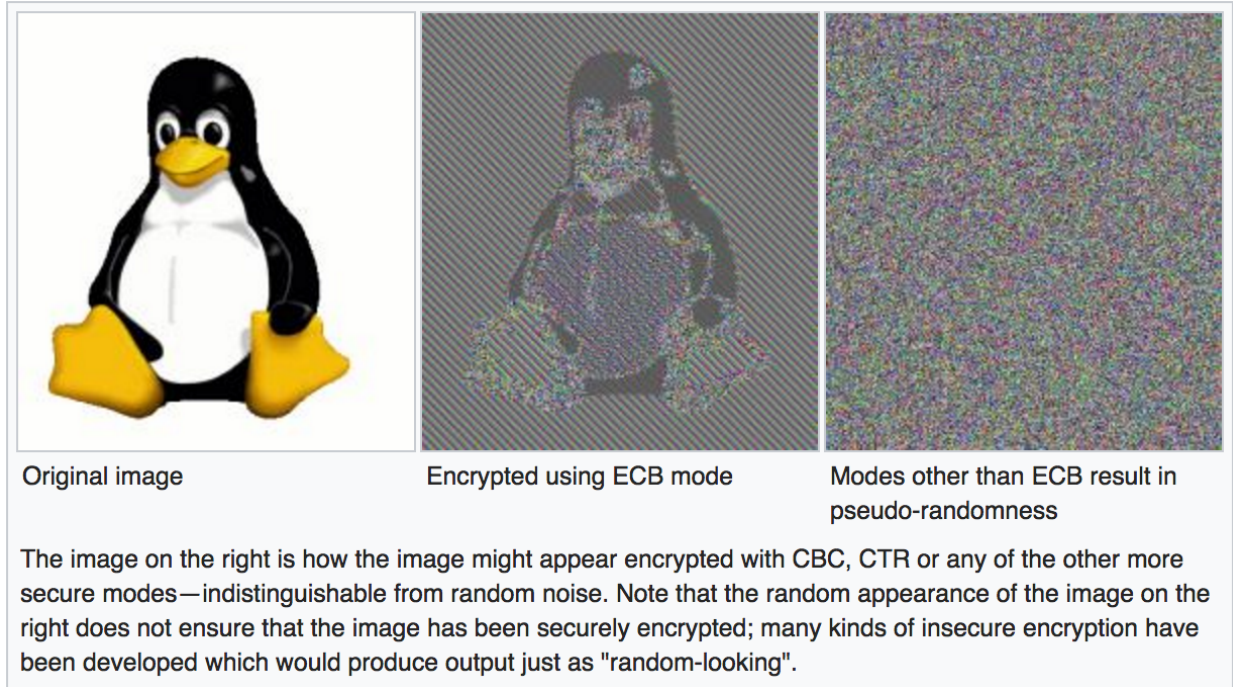 Original image
Encrypted using ECB mode
Modes other than ECB result in
pseudo-randomness
The image on the right is how the image might appear encrypted with CBC, CTR or any of the other more
secure modes—indistinguishable from random noise. Note that the random appearance of the image on the
right does not ensure that the image has been securely encrypted; many kinds of insecure encryption have
been developed which would produce output just as "random-looking".